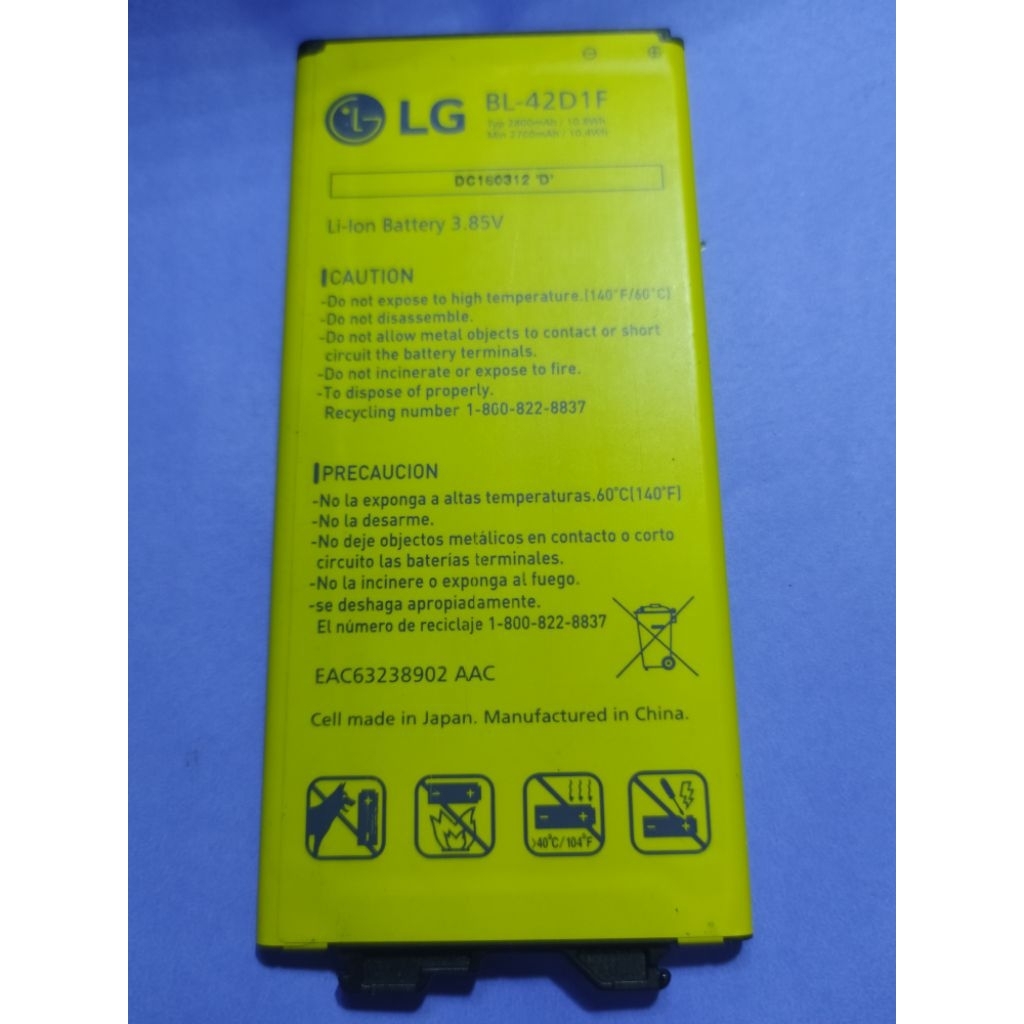 LG
BL-42D1F
Typ 2800mAh / 10.8Wh
Min 2700mAh / 10.4Wh
DC160312 'D'
Li-Ion Battery 3.85V
CAUTION
-Do not expose to high temperature.(140°F/60°C)
-Do not disassemble.
-Do not allow metal objects to contact or short
circuit the battery terminals.
-Do not incinerate or expose to fire.
-To dispose of properly.
Recycling number 1-800-822-8837
PRECAUCION
-No la exponga a altas temperaturas.60°C(140°F)
-No la desarme.
-No deje objetos metálicos en contacto o corto
circuito las baterías terminales.
-No la incinere o exponga al fuego.
-se deshaga apropiadamente.
El número de reciclaje 1-800-822-8837
EAC63238902 AAC
Cell made in Japan. Manufactured in China.
>40°C/104°F